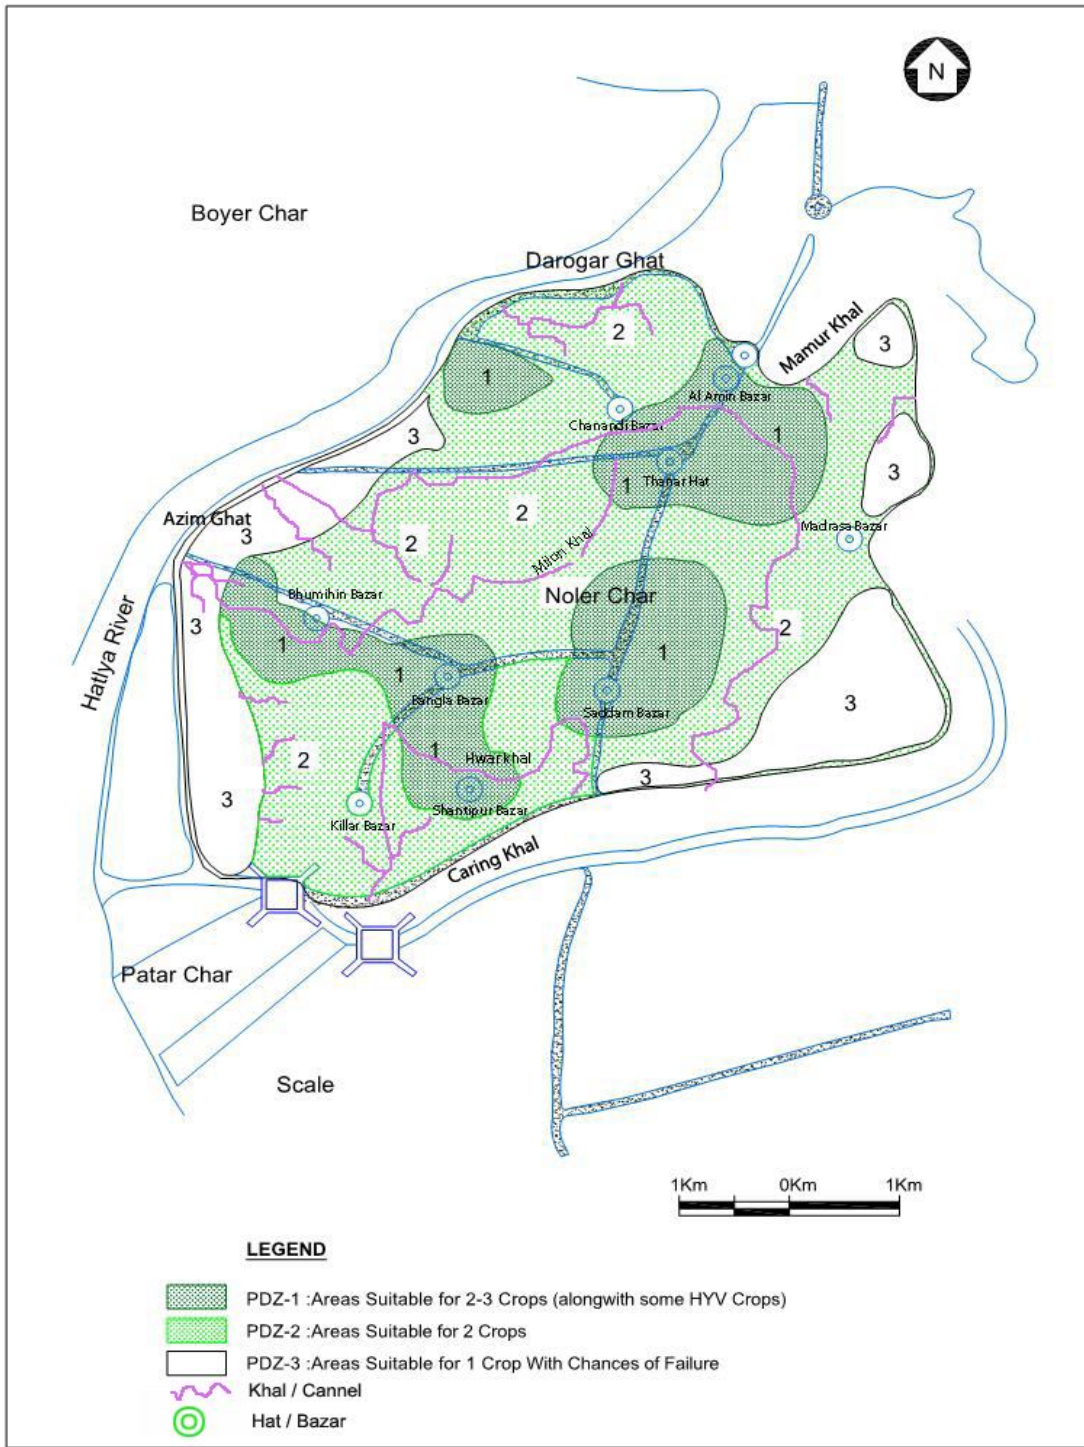 N
Boyer Char
Darogar Ghat
2
Mamur Khal
3
1
Al Amin Bazar
Chanandi Bazar
3
1
Thanar Hat
1
3
2
Azim Ghat
3
2
Madrasa Bazar
Milon Khal
Bhumihin Bazar
Noler Char
Hatlya River
3
1
1
1
2
Bangla Bazar
Saddam Bazar
3
1
2
Hwar khal
3
3
Killar Bazar
Shantipur Bazar
Caring Khal
Patar Char
Scale
1Km 0Km 1Km
LEGEND
PDZ-1 :Areas Suitable for 2-3 Crops (alongwith some HYV Crops)
PDZ-2 :Areas Suitable for 2 Crops
PDZ-3 :Areas Suitable for 1 Crop With Chances of Failure
Khal / Cannel
Hat / Bazar